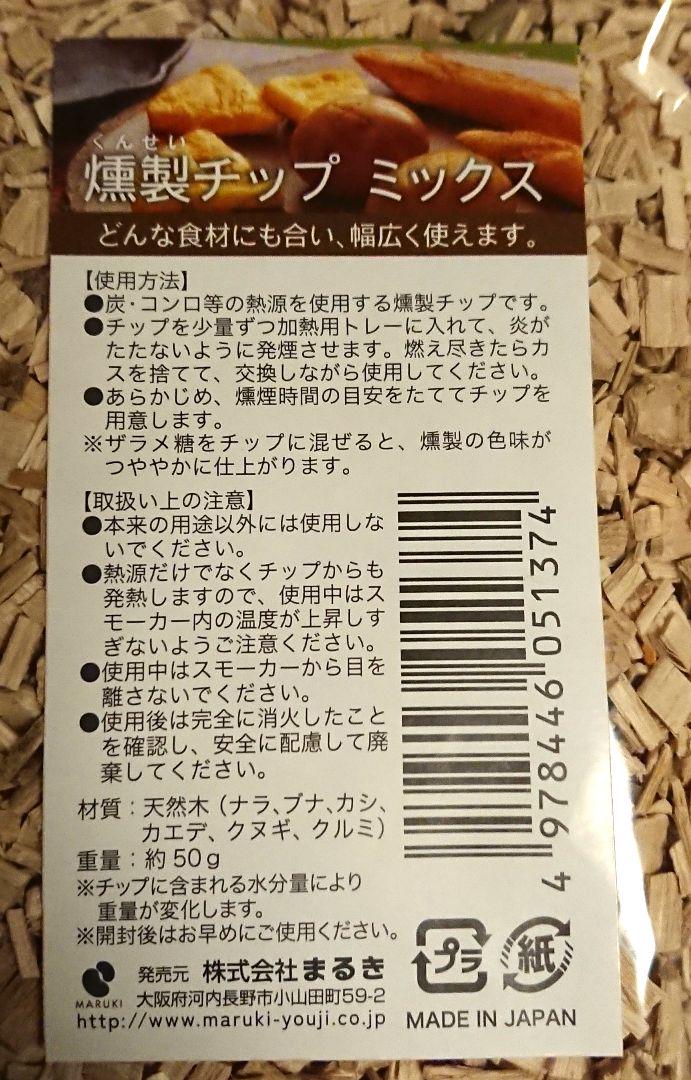 くんせい
燻製チップ ミックス
どんな食材にも合い、幅広く使えます。
【使用方法】
●炭・コンロ等の熱源を使用する燻製チップです。
●チップを少量ずつ加熱用トレーに入れて、炎が
たたないように発煙させます。燃え尽きたらカ
スを捨てて、交換しながら使用してください。
●あらかじめ、燻煙時間の目安をたててチップを
用意します。
※ザラメ糖をチップに混ぜると、燻製の色味が
つややかに仕上がります。
【取扱い上の注意】
●本来の用途以外には使用しな
いでください。
●熱源だけでなくチップからも
発熱しますので、使用中はス
モーカー内の温度が上昇しす
ぎないようご注意ください。
●使用中はスモーカーから目を
離さないでください。
●使用後は完全に消火したこと
を確認し、安全に配慮して廃
棄してください。
材質：天然木（ナラ、ブナ、カシ、
カエデ、クヌギ、クルミ）
重量：約50g
※チップに含まれる水分量により
重量が変化します。
※開封後はお早めにご使用ください。
4 978446 051374
プラ
紙
MARUKI
発売元 株式会社まるき
大阪府河内長野市小山田町59-2
http://www.maruki-youji.co.jp
MADE IN JAPAN